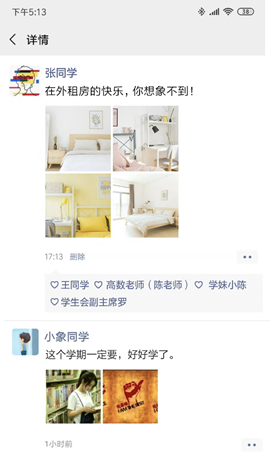 下午5:13
38
详情
张同学
在外租房的快乐，你想象不到！
17:13 删除
王同学 高数老师（陈老师） 学妹小陈
学生会副主席罗
小象同学
这个学期一定要，好好学了。
1小时前